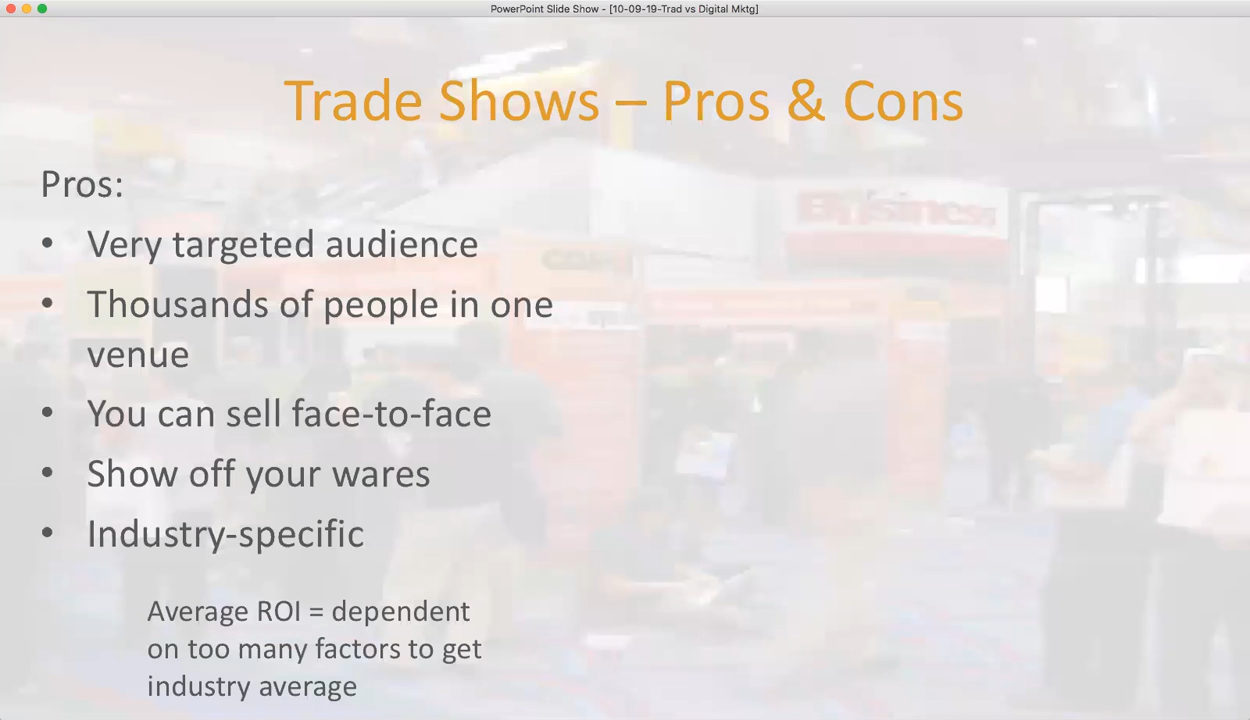 PowerPoint Slide Show - [10-09-19-Trad vs Digital Mktg]
Trade Shows – Pros & Cons
Pros:
• Very targeted audience
• Thousands of people in one
venue
• You can sell face-to-face
• Show off your wares
• Industry-specific
Average ROI = dependent
on too many factors to get
industry average